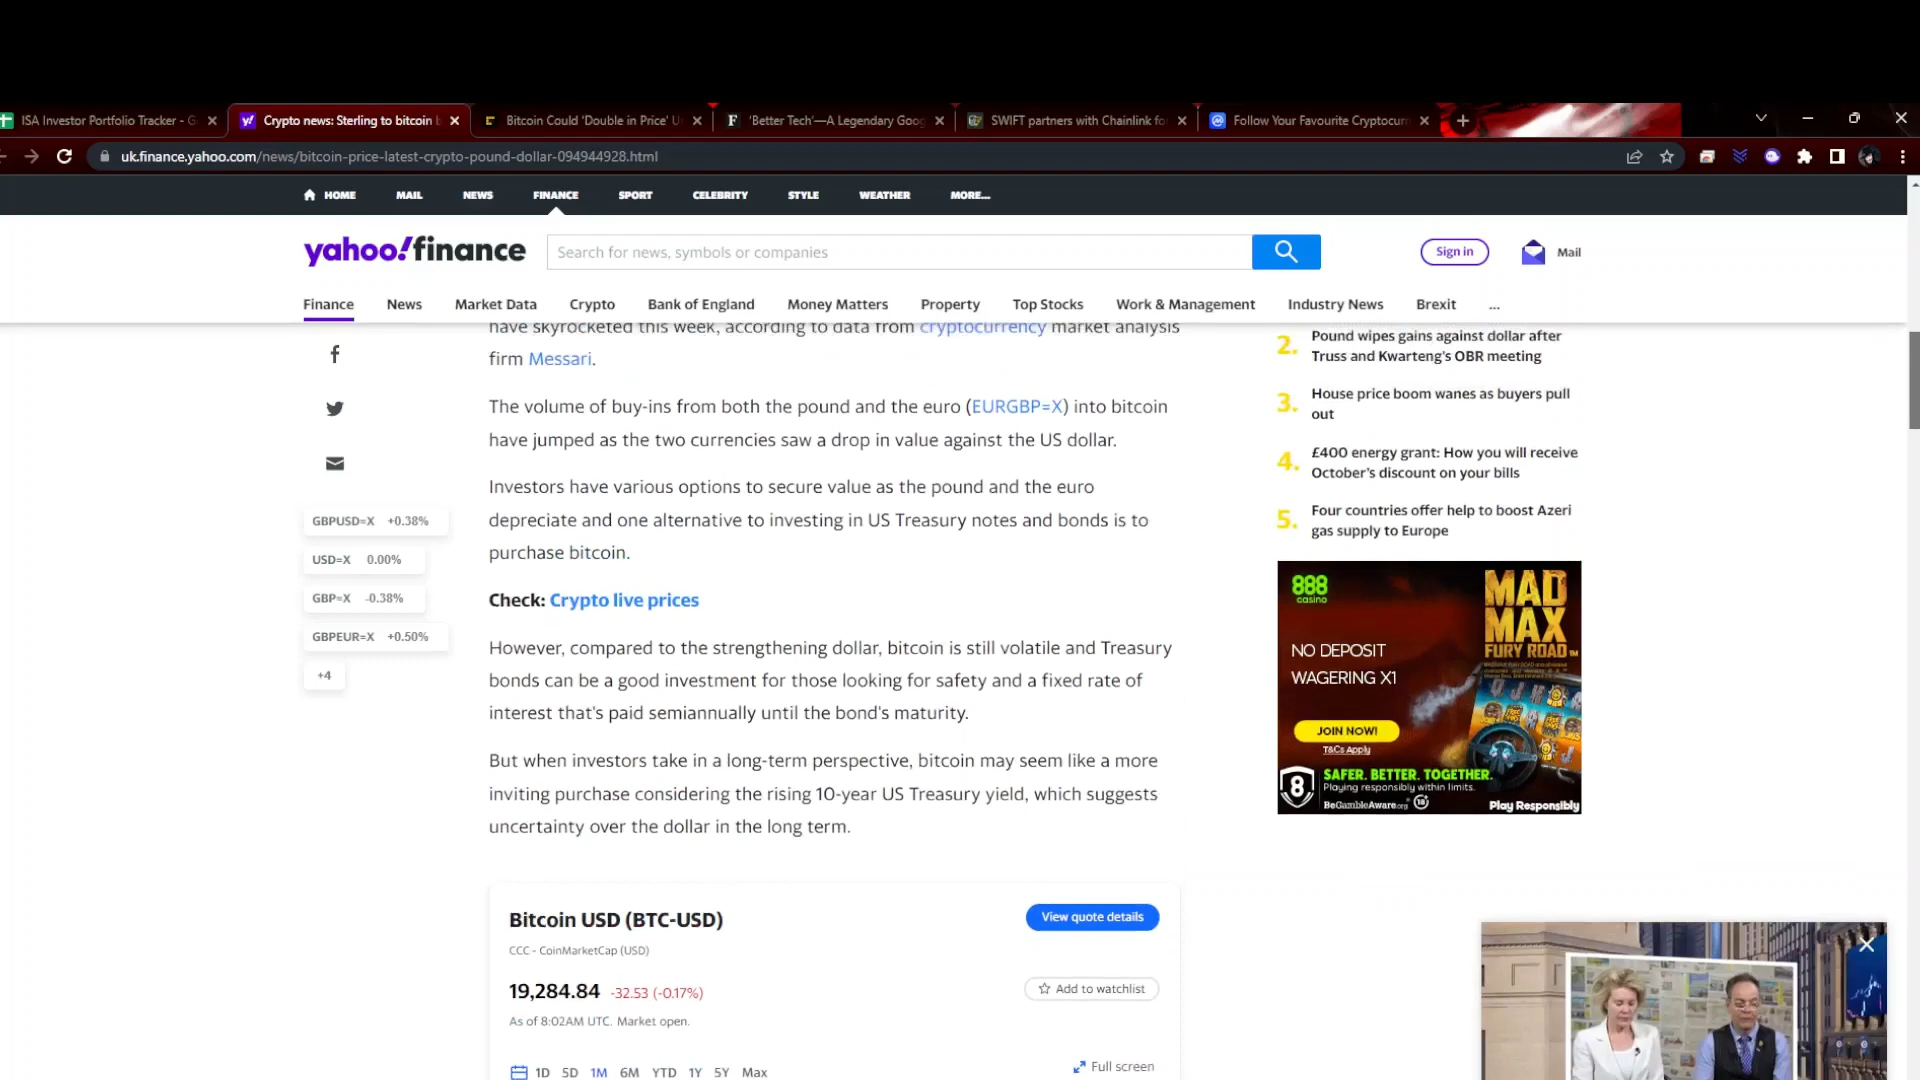 ISA Investor Portfolio Tracker - G
Crypto news: Sterling to bitcoin b
Bitcoin Could 'Double in Price' U
'Better Tech'—A Legendary Goog
SWIFT partners with Chainlink fo
Follow Your Favourite Cryptocurr
uk.finance.yahoo.com/news/bitcoin-price-latest-crypto-pound-dollar-094944928.html
HOME MAIL NEWS FINANCE SPORT CELEBRITY STYLE WEATHER MORE...
yahoo!finance
Search for news, symbols or companies
Sign in
Mail
Finance News Market Data Crypto Bank of England Money Matters Property Top Stocks Work & Management Industry News Brexit ...
have skyrocketed this week, according to data from cryptocurrency market analysis
firm Messari.
The volume of buy-ins from both the pound and the euro (EURGBP=X) into bitcoin
have jumped as the two currencies saw a drop in value against the US dollar.
Investors have various options to secure value as the pound and the euro
depreciate and one alternative to investing in US Treasury notes and bonds is to
purchase bitcoin.
Check: Crypto live prices
However, compared to the strengthening dollar, bitcoin is still volatile and Treasury
bonds can be a good investment for those looking for safety and a fixed rate of
interest that's paid semiannually until the bond's maturity.
But when investors take in a long-term perspective, bitcoin may seem like a more
inviting purchase considering the rising 10-year US Treasury yield, which suggests
uncertainty over the dollar in the long term.
GBPUSD=X +0.38%
USD=X 0.00%
GBP=X -0.38%
GBPEUR=X +0.50%
+4
2. Pound wipes gains against dollar after
Truss and Kwarteng's OBR meeting
3. House price boom wanes as buyers pull
out
4. £400 energy grant: How you will receive
October's discount on your bills
5. Four countries offer help to boost Azeri
gas supply to Europe
888
casino
MAD
MAX
FURY ROAD™
NO DEPOSIT
WAGERING X1
JOIN NOW!
T&Cs Apply
8
SAFER. BETTER. TOGETHER.
Playing responsibly within limits.
BeGambleAware.org 18+
Play Responsibly
Bitcoin USD (BTC-USD)
View quote details
CCC - CoinMarketCap (USD)
19,284.84 -32.53 (-0.17%)
Add to watchlist
As of 8:02AM UTC. Market open.
1D 5D 1M 6M YTD 1Y 5Y Max
Full screen